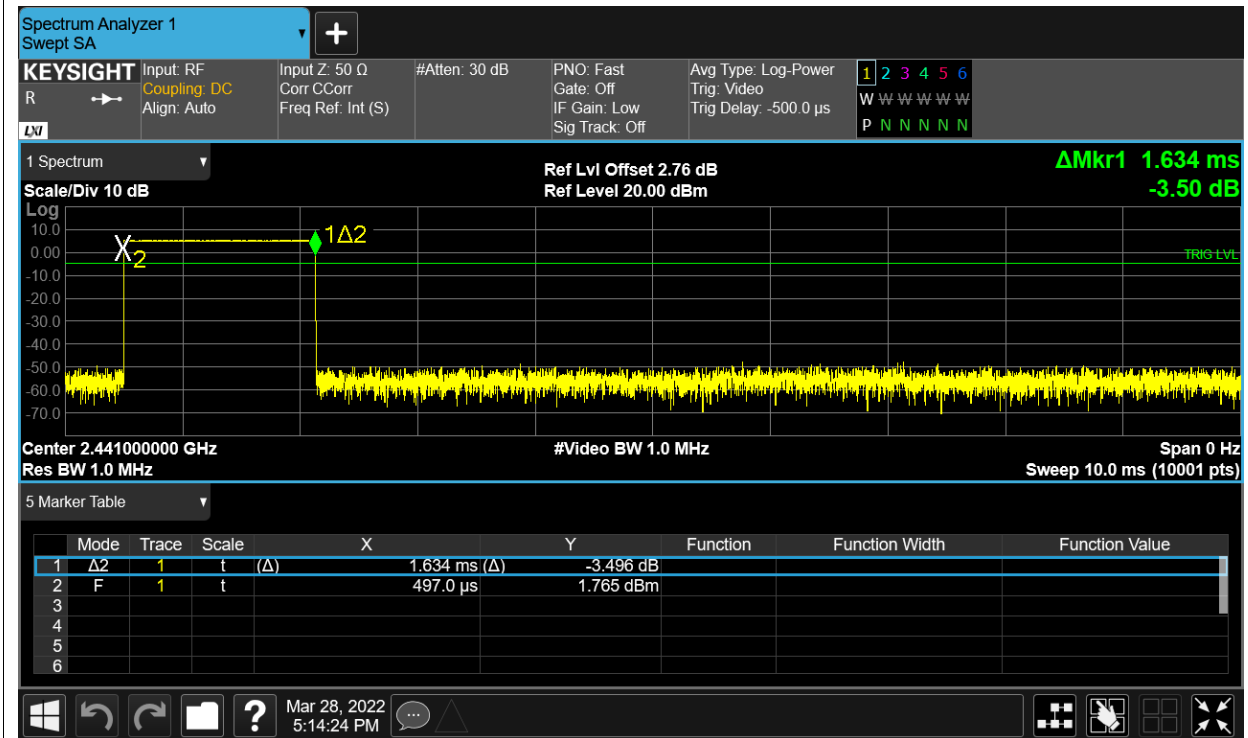 Spectrum Analyzer 1
Swept SA
KEYSIGHT
R
LXI
Input: RF
Coupling: DC
Align: Auto
Input Z: 50 Ω
Corr CCorr
Freq Ref: Int (S)
#Atten: 30 dB
PNO: Fast
Gate: Off
IF Gain: Low
Sig Track: Off
Avg Type: Log-Power
Trig: Video
Trig Delay: -500.0 µs
1 2 3 4 5 6
W W W W W W
P N N N N N
1 Spectrum
Scale/Div 10 dB
Ref Lvl Offset 2.76 dB
Ref Level 20.00 dBm
ΔMkr1 1.634 ms
-3.50 dB
Log
10.0
0.00
-10.0
-20.0
-30.0
-40.0
-50.0
-60.0
-70.0
X2
1Δ2
TRIG LVL
Center 2.441000000 GHz
Res BW 1.0 MHz
#Video BW 1.0 MHz
Span 0 Hz
Sweep 10.0 ms (10001 pts)
5 Marker Table
Mode Trace Scale X Y Function Function Width Function Value
1 Δ2 1 t (Δ) 1.634 ms (Δ) -3.496 dB
2 F 1 t 497.0 µs 1.765 dBm
3
4
5
6
?
Mar 28, 2022
5:14:24 PM